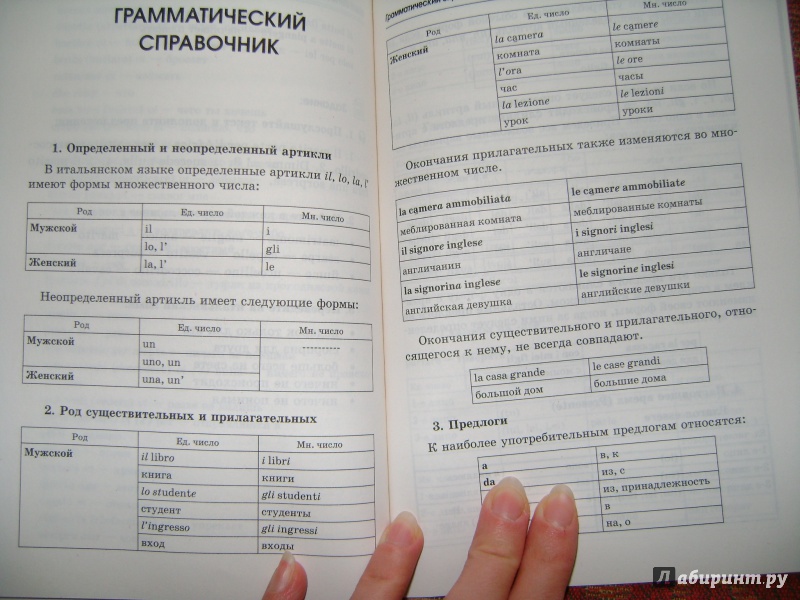 ГРАММАТИЧЕСКИЙ
СПРАВОЧНИК
1. Определенный и неопределенный артикли
В итальянском языке определенные артикли il, lo, la, l'
имеют формы множественного числа:
Род Ед. число Мн. число
Мужской il i
lo, l' gli
Женский la, l' le
Неопределенный артикль имеет следующие формы:
Род Ед. число Мн. число
Мужской un ----------
uno, un
Женский una, un'
2. Род существительных и прилагательных
Род Ед. число Мн. число
Мужской il libro i libri
книга книги
lo studente gli studenti
студент студенты
l'ingresso gli ingressi
вход входы
Грамматический
Род Ед. число Мн. число
Женский la camera le camere
комната комнаты
l'ora le ore
час часы
la lezione le lezioni
урок уроки
Окончания прилагательных также изменяются во мно-
жественном числе.
la camera ammobiliata le camere ammobiliate
меблированная комната меблированные комнаты
il signore inglese i signori inglesi
англичанин англичане
la signorina inglese le signorine inglesi
английская девушка английские девушки
Окончания существительного и прилагательного, отно-
сящегося к нему, не всегда совпадают.
la casa grande le case grandi
большой дом большие дома
3. Предлоги
К наиболее употребительным предлогам относятся:
a в, к
da из, с
из, принадлежность
в
на, о
Лабиринт.ру